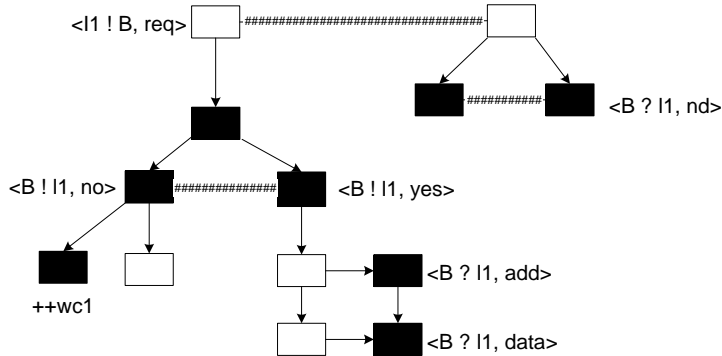 <I1 ! B, req>
<B ? I1, nd>
<B ! I1, no>
<B ! I1, yes>
<B ? I1, add>
++wc1
<B ? I1, data>